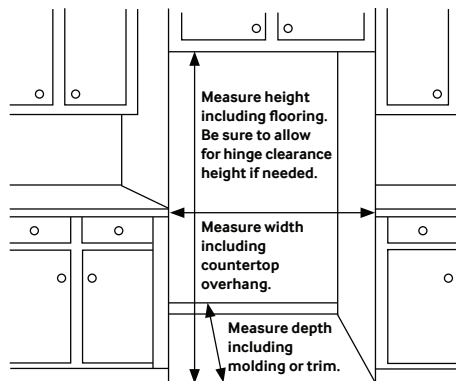 Measure height
including flooring.
Be sure to allow
for hinge clearance
height if needed.
Measure width
including
countertop
overhang.
Measure depth
including
molding or trim.